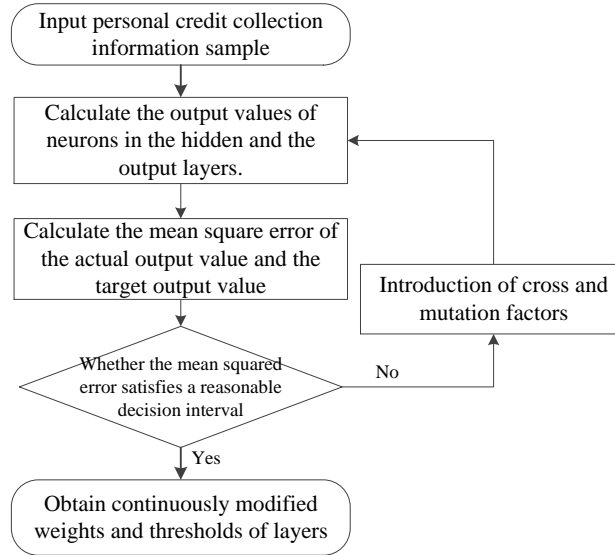 Input personal credit collection
information sample
Calculate the output values of
neurons in the hidden and the
output layers.
Calculate the mean square error of
the actual output value and the
target output value
Introduction of cross and
mutation factors
Whether the mean squared
error satisfies a reasonable
decision interval
No
Yes
Obtain continuously modified
weights and thresholds of layers